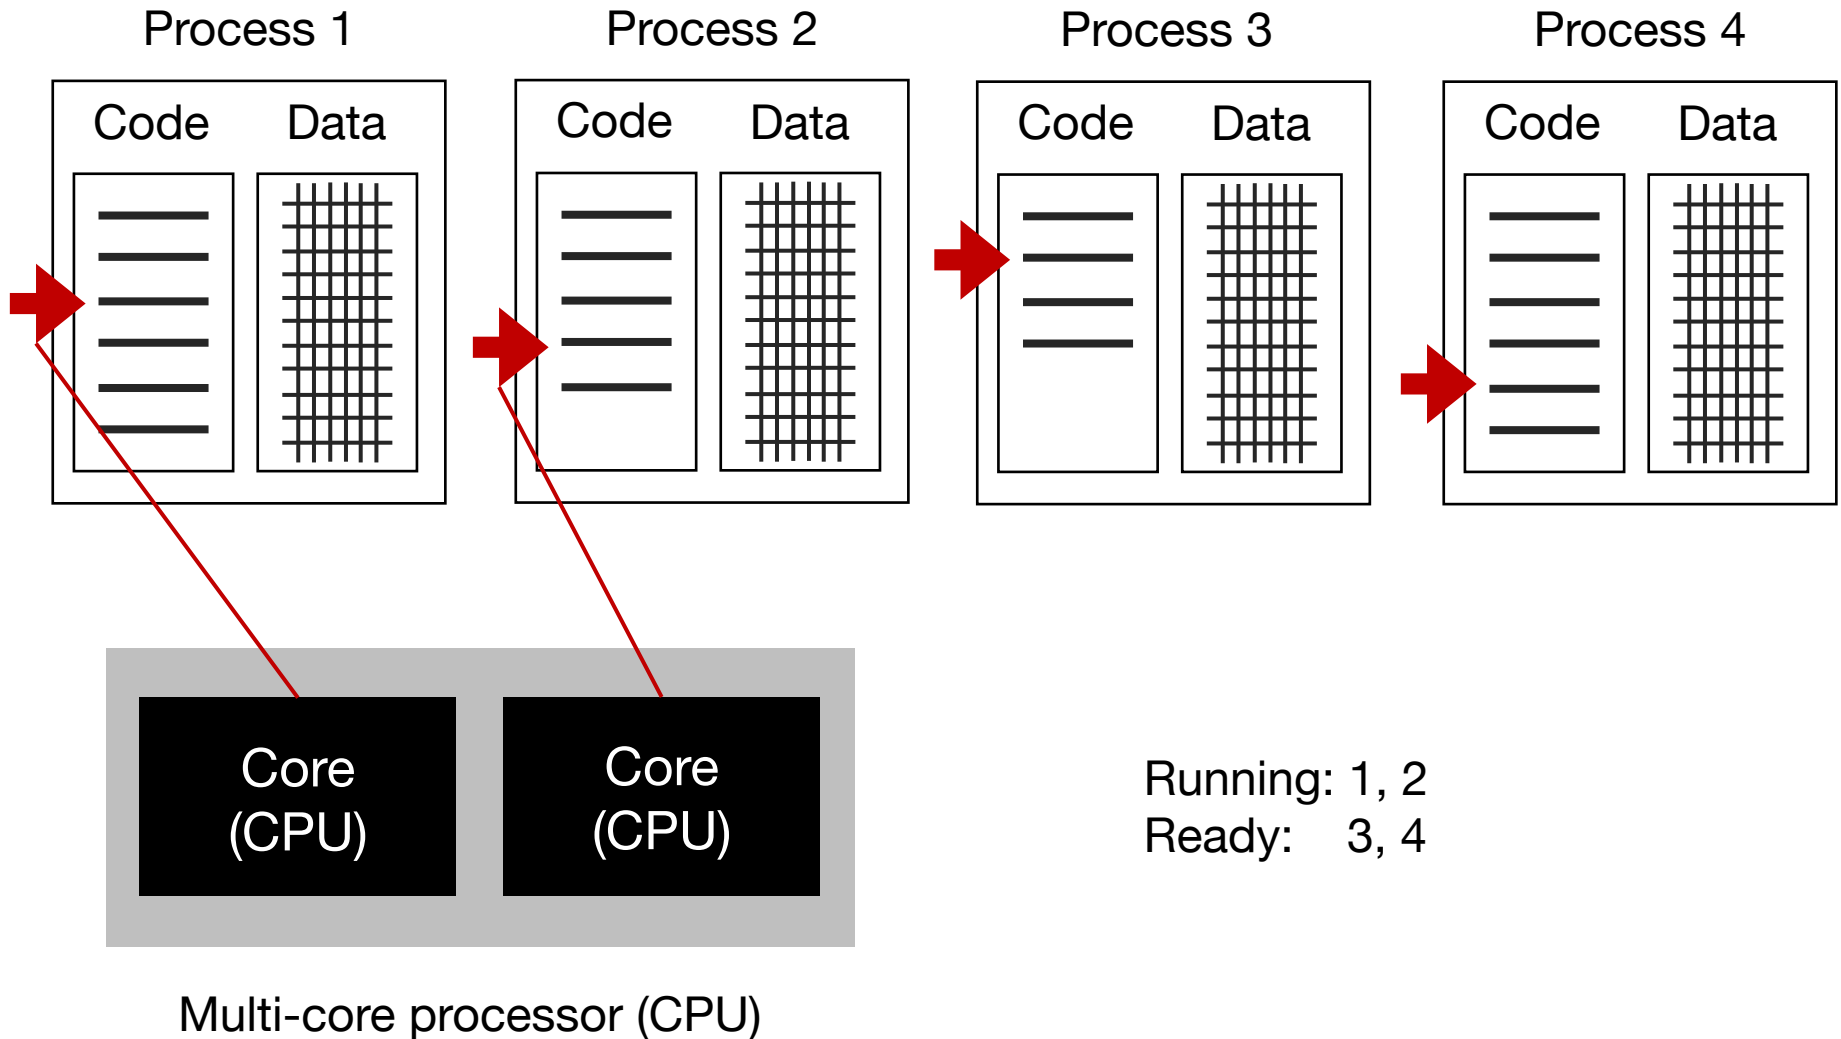 Process 1
Process 2
Process 3
Process 4
Code Data
Code Data
Code Data
Code Data
Core
(CPU)
Core
(CPU)
Running: 1, 2
Ready: 3, 4
Multi-core processor (CPU)